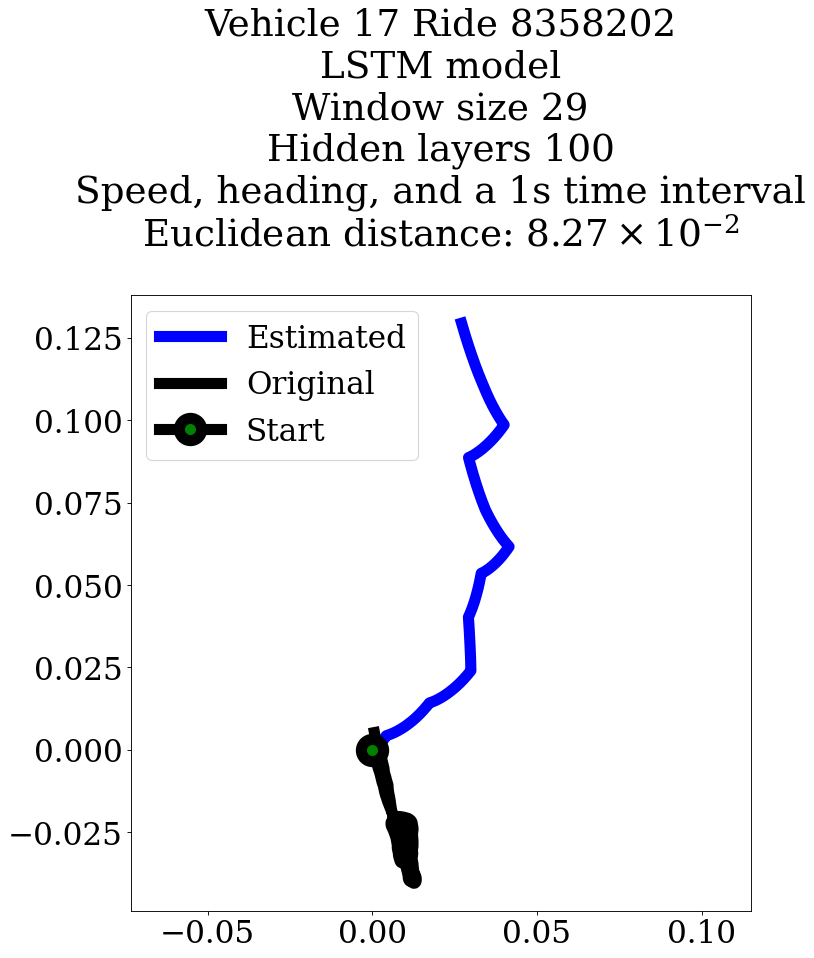 Vehicle 17 Ride 8358202
LSTM model
Window size 29
Hidden layers 100
Speed, heading, and a 1s time interval
Euclidean distance: 8.27 × 10⁻²
Estimated
Original
Start
0.125
0.100
0.075
0.050
0.025
0.000
−0.025
−0.05 0.00 0.05 0.10